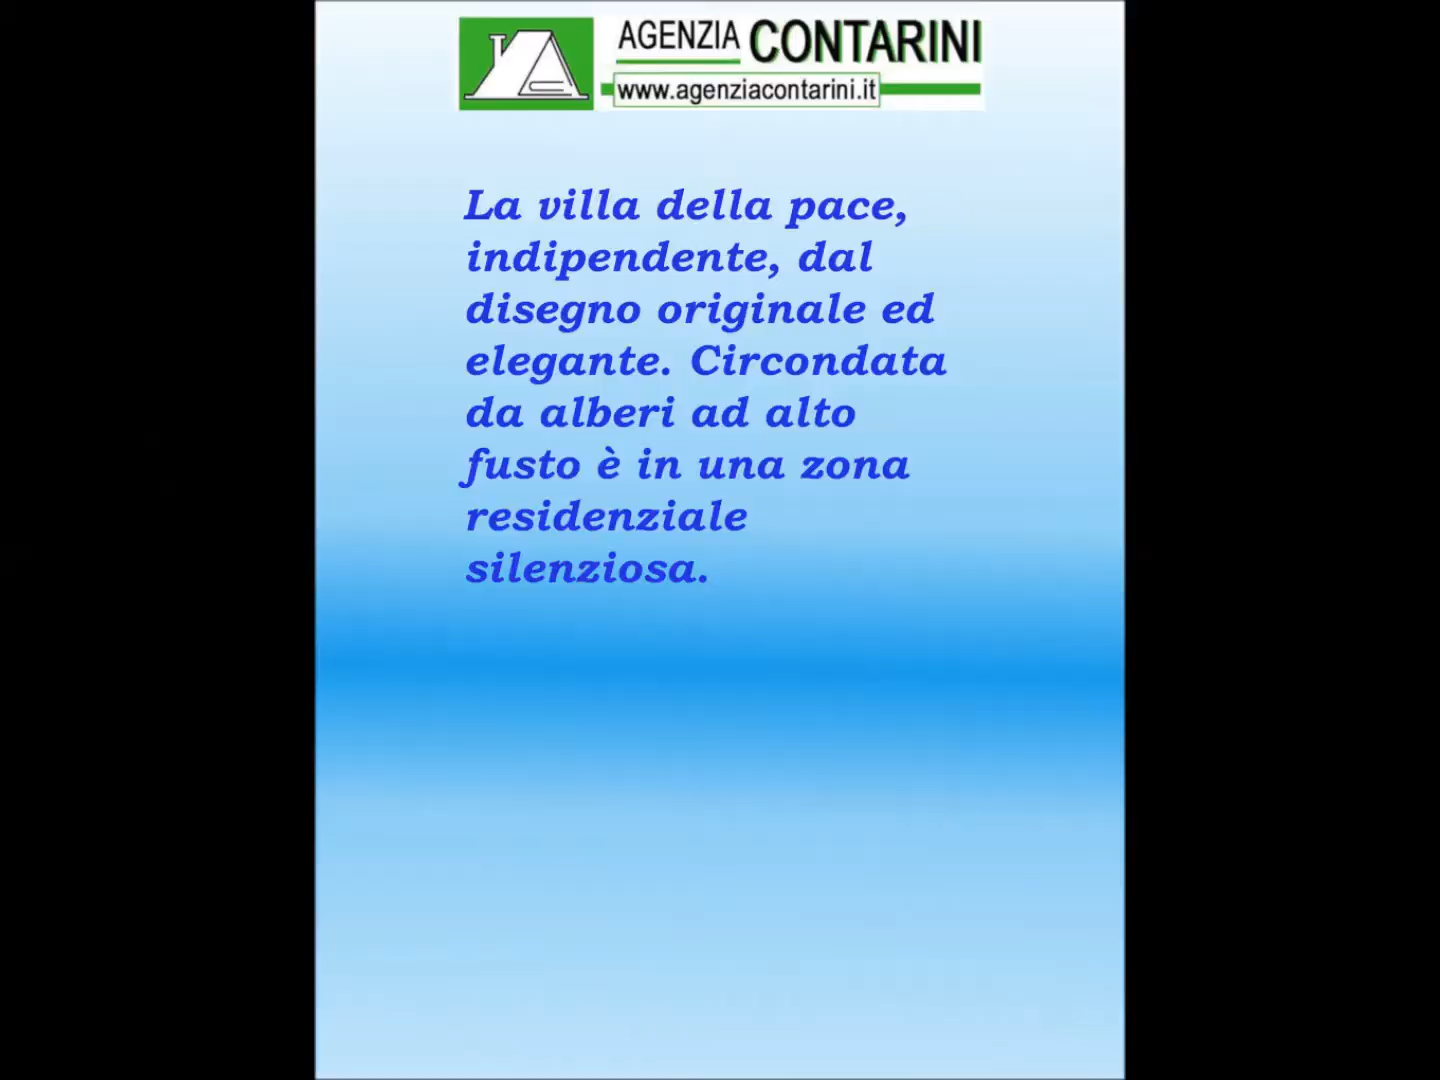 AGENZIA CONTARINI
www.agenziacontarini.it
La villa della pace,
indipendente, dal
disegno originale ed
elegante. Circondata
da alberi ad alto
fusto è in una zona
residenziale
silenziosa.